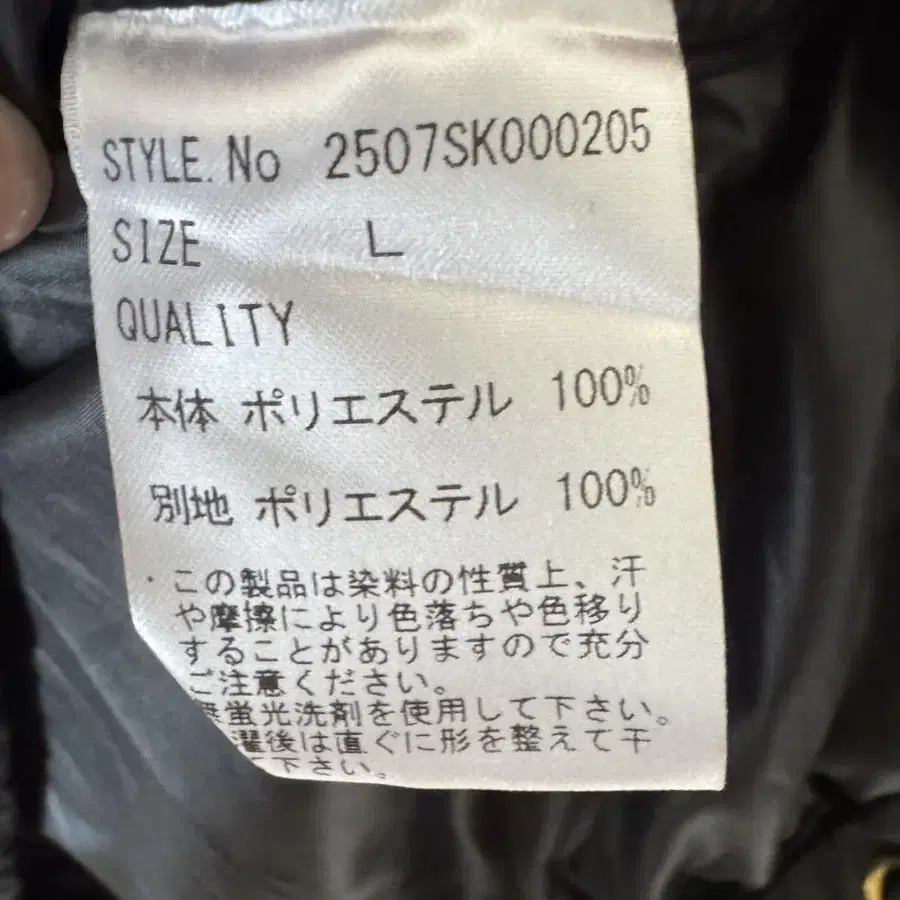 STYLE. No 2507SK000205
SIZE L
QUALITY
本体 ポリエステル 100%
別地 ポリエステル 100%
・この製品は染料の性質上、汗
や摩擦により色落ちや色移り
することがありますので充分
ご注意ください。
蛍光洗剤を使用して下さい。
濯後は直ぐに形を整えて干
下さい。